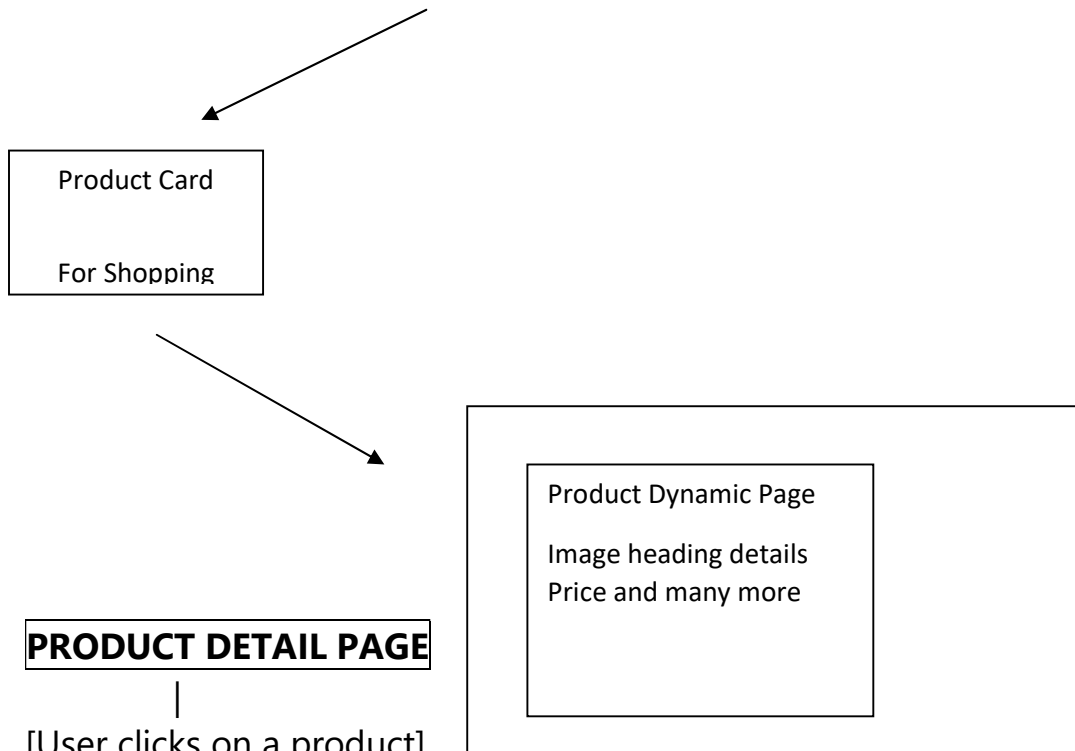 Product Card
For Shopping
Product Dynamic Page
Image heading details
Price and many more
PRODUCT DETAIL PAGE
|
[User clicks on a product]